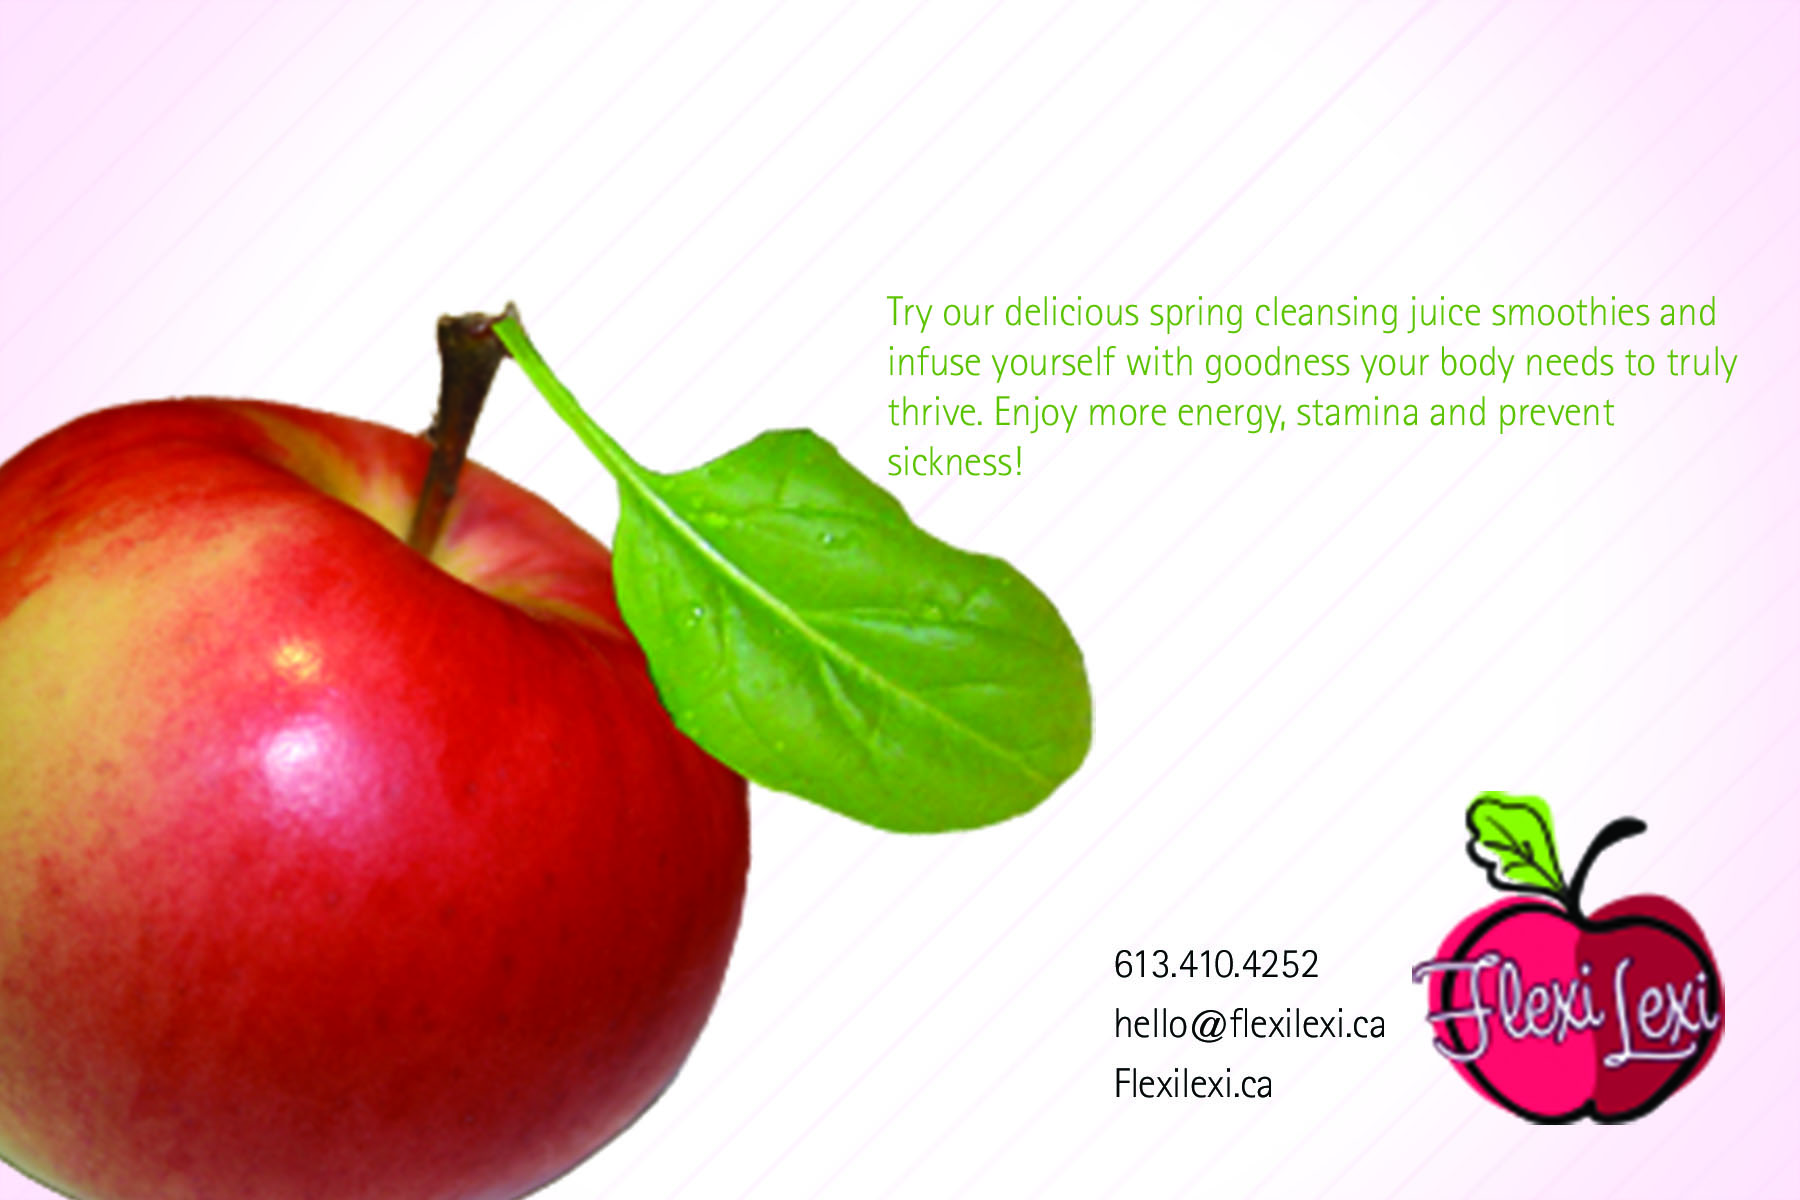 Try our delicious spring cleansing juice smoothies and
infuse yourself with goodness your body needs to truly
thrive. Enjoy more energy, stamina and prevent
sickness!
613.410.4252
hello@flexilexi.ca
Flexilexi.ca
Flexi Lexi